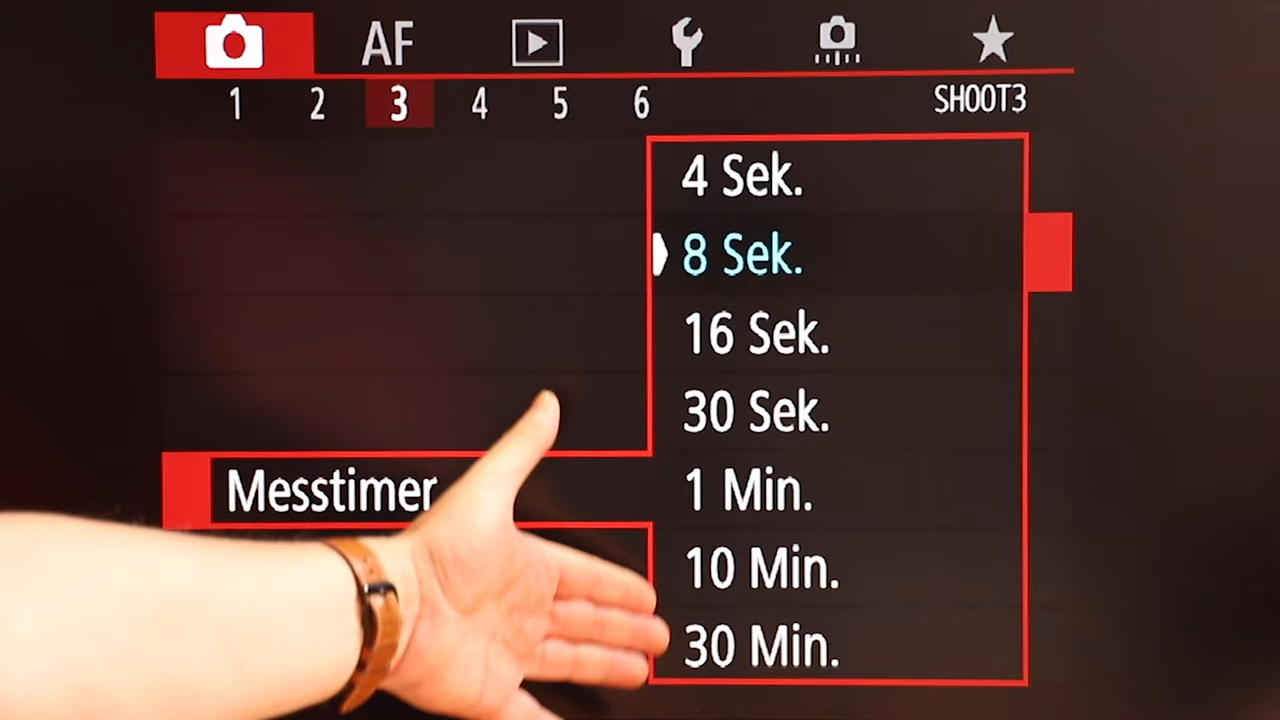 AF
1 2 3 4 5 6 SHOOT3
4 Sek.
8 Sek.
16 Sek.
30 Sek.
Messtimer 1 Min.
10 Min.
30 Min.